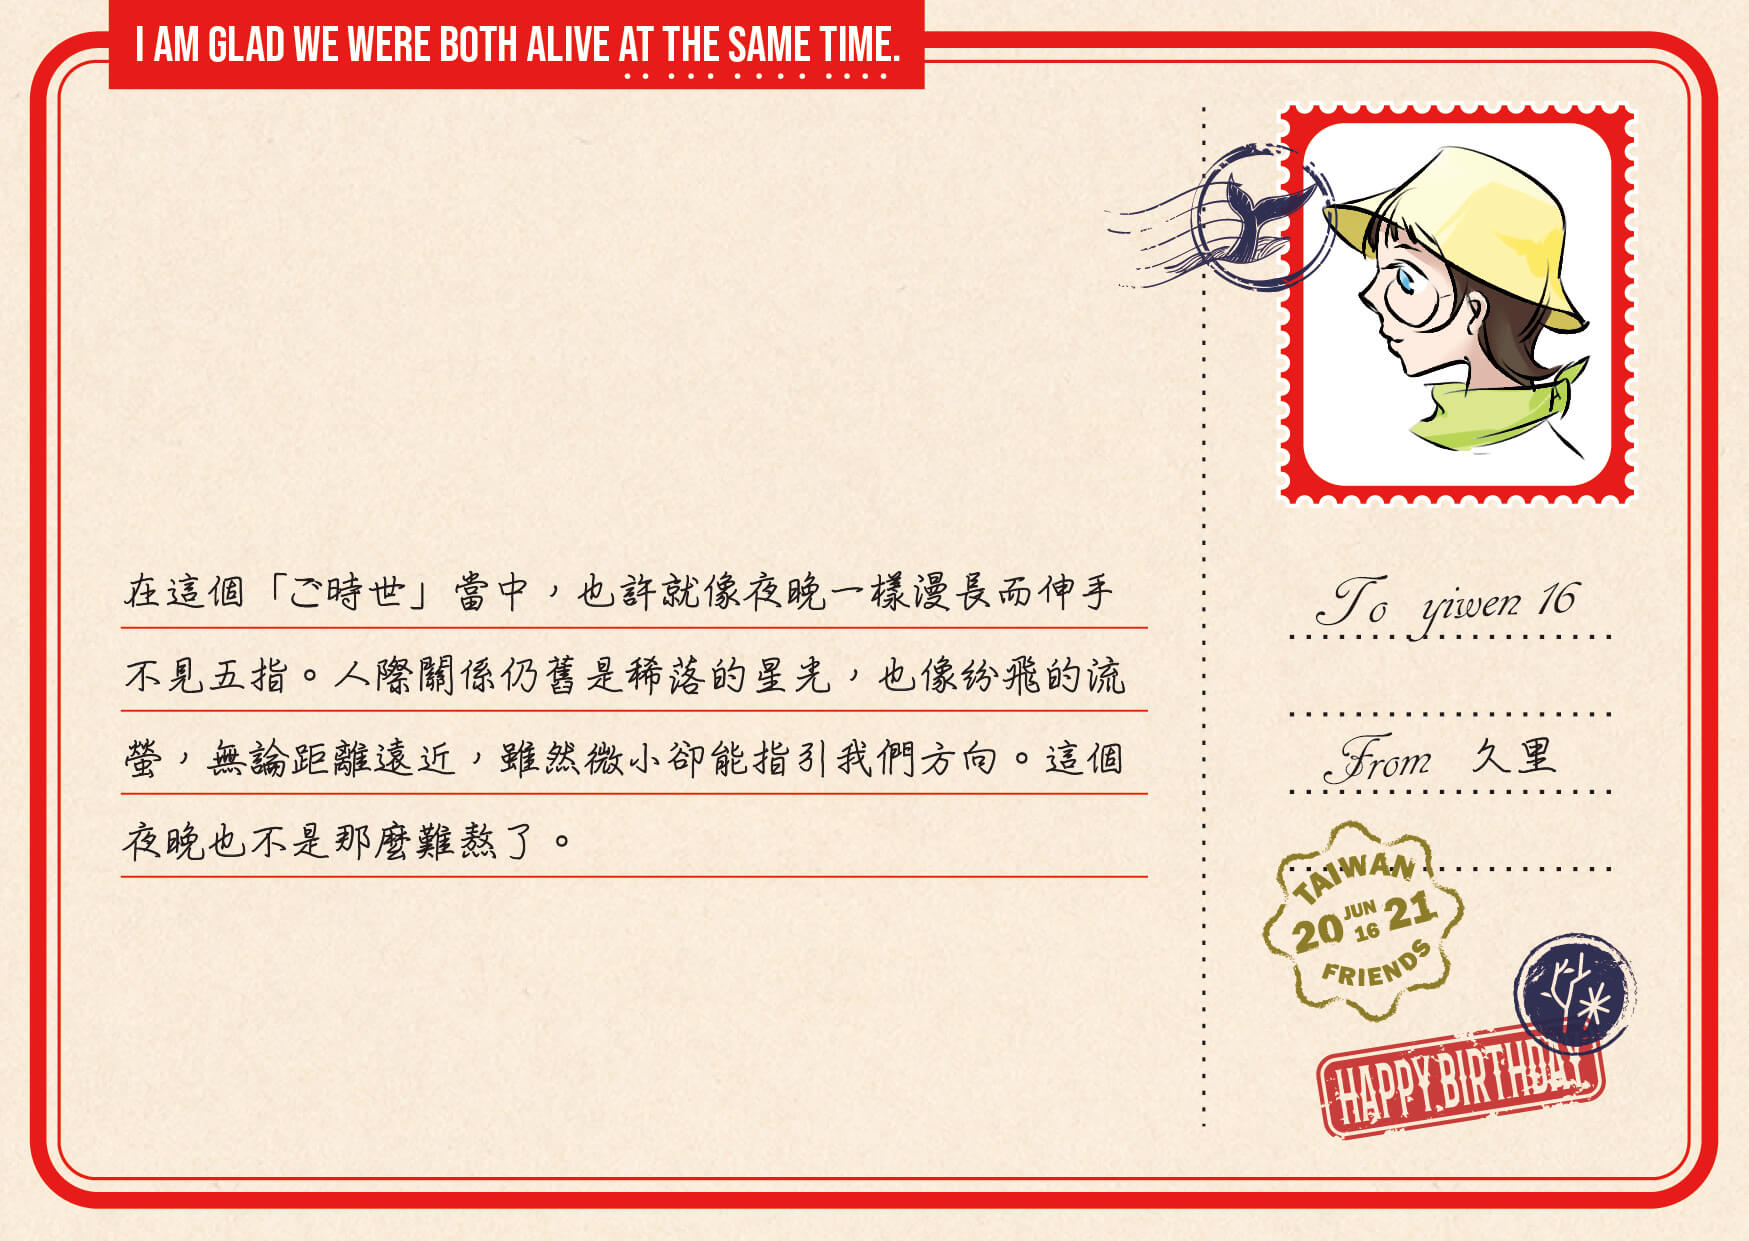 I AM GLAD WE WERE BOTH ALIVE AT THE SAME TIME.
在這個「ご時世」當中，也許就像夜晚一樣漫長而伸手
不見五指。人際關係仍舊是稀落的星光，也像紛飛的流
螢，無論距離遠近，雖然微小卻能指引我們方向。這個
夜晚也不是那麼難熬了。
To yiwen 16
From 久里
TAIWAN
20 JUN 16 21
FRIENDS
HAPPY BIRTHDAY